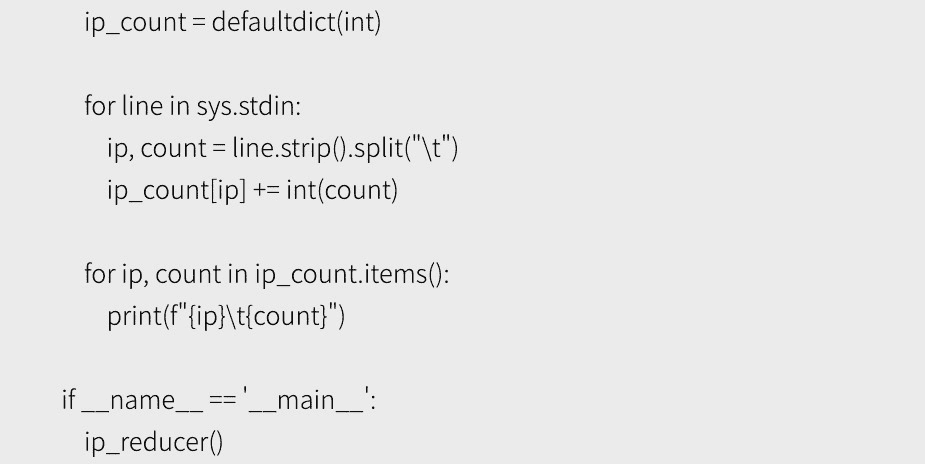 ip_count = defaultdict(int)
for line in sys.stdin:
ip, count = line.strip().split("\t")
ip_count[ip] += int(count)
for ip, count in ip_count.items():
print(f"{ip}\t{count}")
if __name__ == '__main__':
ip_reducer()